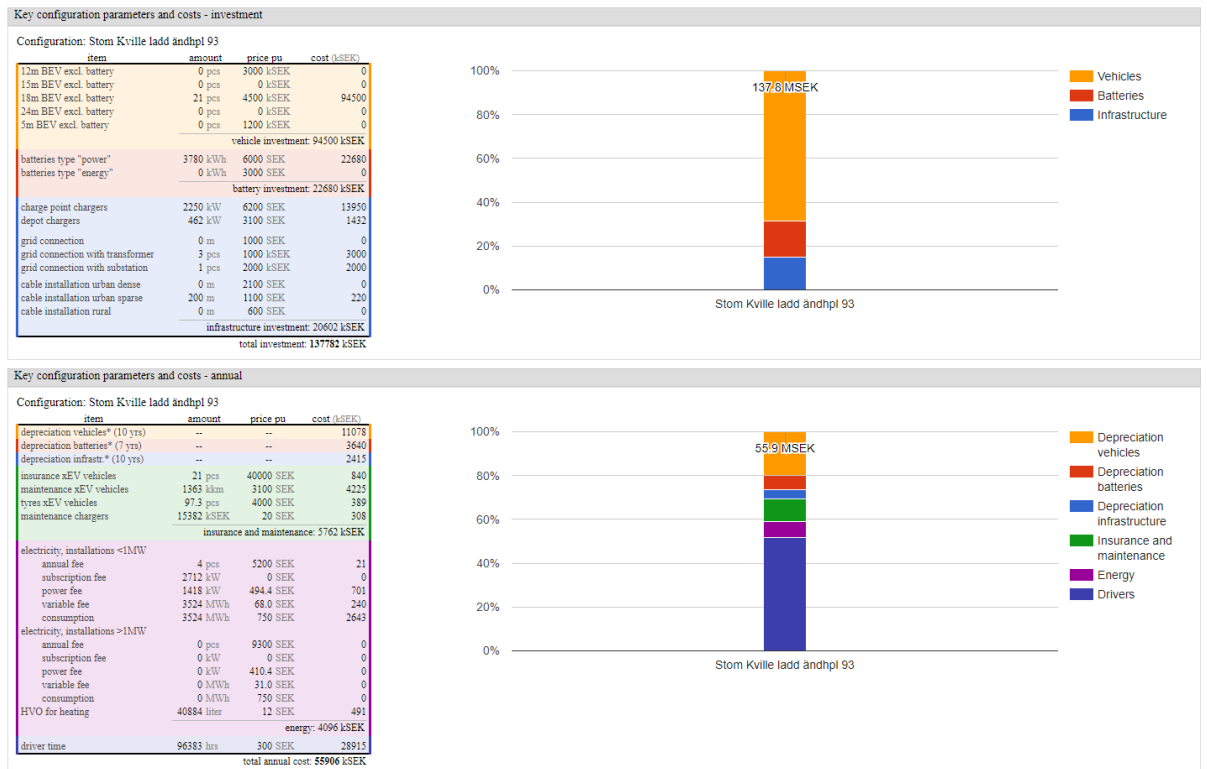 Key configuration parameters and costs - investment
Configuration: Stom Kville ladd ändhpl 93
item amount price pu cost (kSEK)
12m BEV excl. battery 0 pcs 3000 kSEK 0
15m BEV excl. battery 0 pcs 0 kSEK 0
18m BEV excl. battery 21 pcs 4500 kSEK 94500
24m BEV excl. battery 0 pcs 0 kSEK 0
5m BEV excl. battery 0 pcs 1200 kSEK 0
vehicle investment: 94500 kSEK
batteries type "power" 3780 kWh 6000 SEK 22680
batteries type "energy" 0 kWh 3000 SEK 0
battery investment: 22680 kSEK
charge point chargers 2250 kW 6200 SEK 13950
depot chargers 462 kW 3100 SEK 1432
grid connection 0 m 1000 SEK 0
grid connection with transformer 3 pcs 1000 kSEK 3000
grid connection with substation 1 pcs 2000 kSEK 2000
cable installation urban dense 0 m 2100 SEK 0
cable installation urban sparse 200 m 1100 SEK 220
cable installation rural 0 m 600 SEK 0
infrastructure investment: 20602 kSEK
total investment: 137782 kSEK
100%
80%
60%
40%
20%
0%
137.8 MSEK
Stom Kville ladd ändhpl 93
Vehicles
Batteries
Infrastructure
Key configuration parameters and costs - annual
Configuration: Stom Kville ladd ändhpl 93
item amount price pu cost (kSEK)
depreciation vehicles* (10 yrs) -- -- 11078
depreciation batteries* (7 yrs) -- -- 3640
depreciation infrastr.* (10 yrs) -- -- 2415
insurance xEV vehicles 21 pcs 40000 SEK 840
maintenance xEV vehicles 1363 kkm 3100 SEK 4225
tyres xEV vehicles 97.3 pcs 4000 SEK 389
maintenance chargers 15382 kSEK 20 SEK 308
insurance and maintenance: 5762 kSEK
electricity, installations <1MW
annual fee 4 pcs 5200 SEK 21
subscription fee 2712 kW 0 SEK 0
power fee 1418 kW 494.4 SEK 701
variable fee 3524 MWh 68.0 SEK 240
consumption 3524 MWh 750 SEK 2643
electricity, installations >1MW
annual fee 0 pcs 9300 SEK 0
subscription fee 0 kW 0 SEK 0
power fee 0 kW 410.4 SEK 0
variable fee 0 MWh 31.0 SEK 0
consumption 0 MWh 750 SEK 0
HVO for heating 40884 liter 12 SEK 491
energy: 4096 kSEK
driver time 96383 hrs 300 SEK 28915
total annual cost: 55906 kSEK
100%
80%
60%
40%
20%
0%
55.9 MSEK
Stom Kville ladd ändhpl 93
Depreciation
vehicles
Depreciation
batteries
Depreciation
infrastructure
Insurance and
maintenance
Energy
Drivers